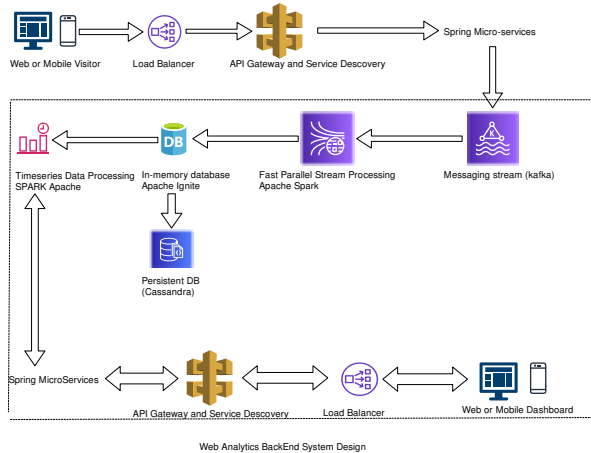 Spring Micro-services
Web or Mobile Visitor
Load Balancer
API Gateway and Service Descovery
DB
K
Timeseries Data Processing
SPARK Apache
In-memory database
Apache Ignite
Fast Parallel Stream Processing
Apache Spark
Messaging stream (kafka)
Persistent DB
(Cassandra)
Spring MicroServices
API Gateway and Service Descovery
Load Balancer
Web or Mobile Dashboard
Web Analytics BackEnd System Design